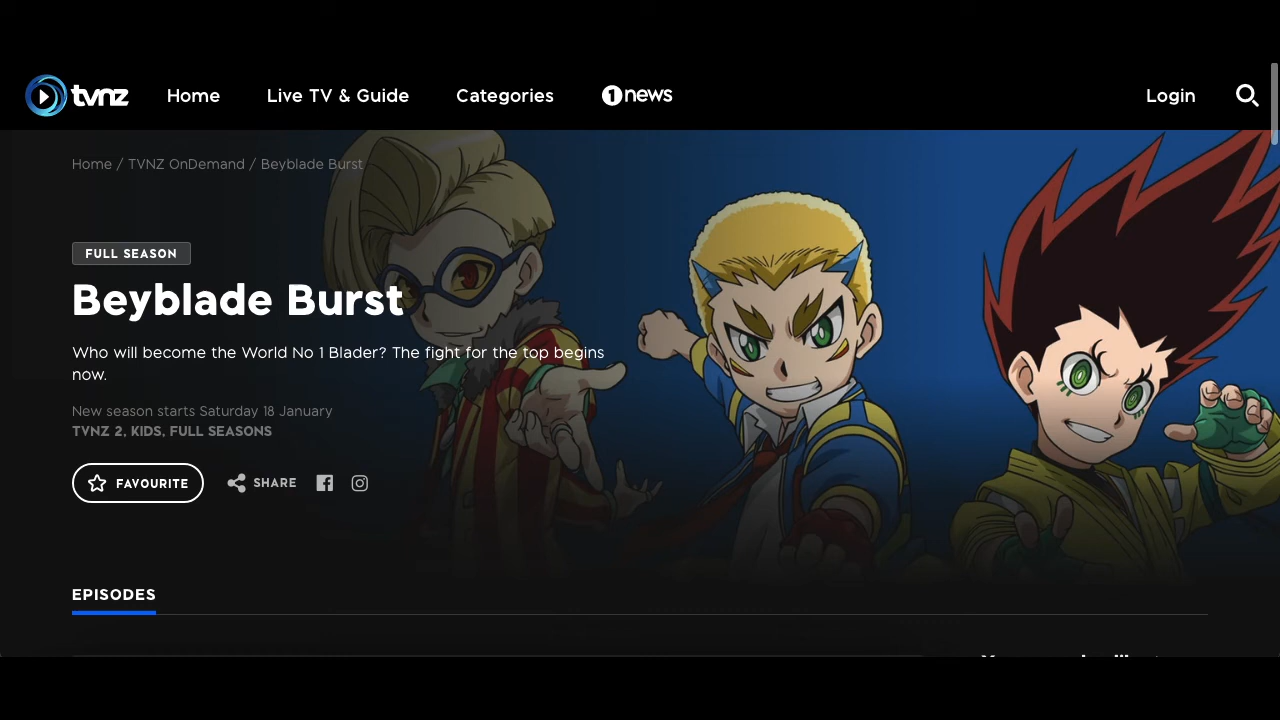 tvnz Home Live TV & Guide Categories 1 news Login
Home / TVNZ OnDemand / Beyblade Burst
FULL SEASON
Beyblade Burst
Who will become the World No 1 Blader? The fight for the top begins
now.
New season starts Saturday 18 January
TVNZ 2, KIDS, FULL SEASONS
FAVOURITE SHARE
EPISODES